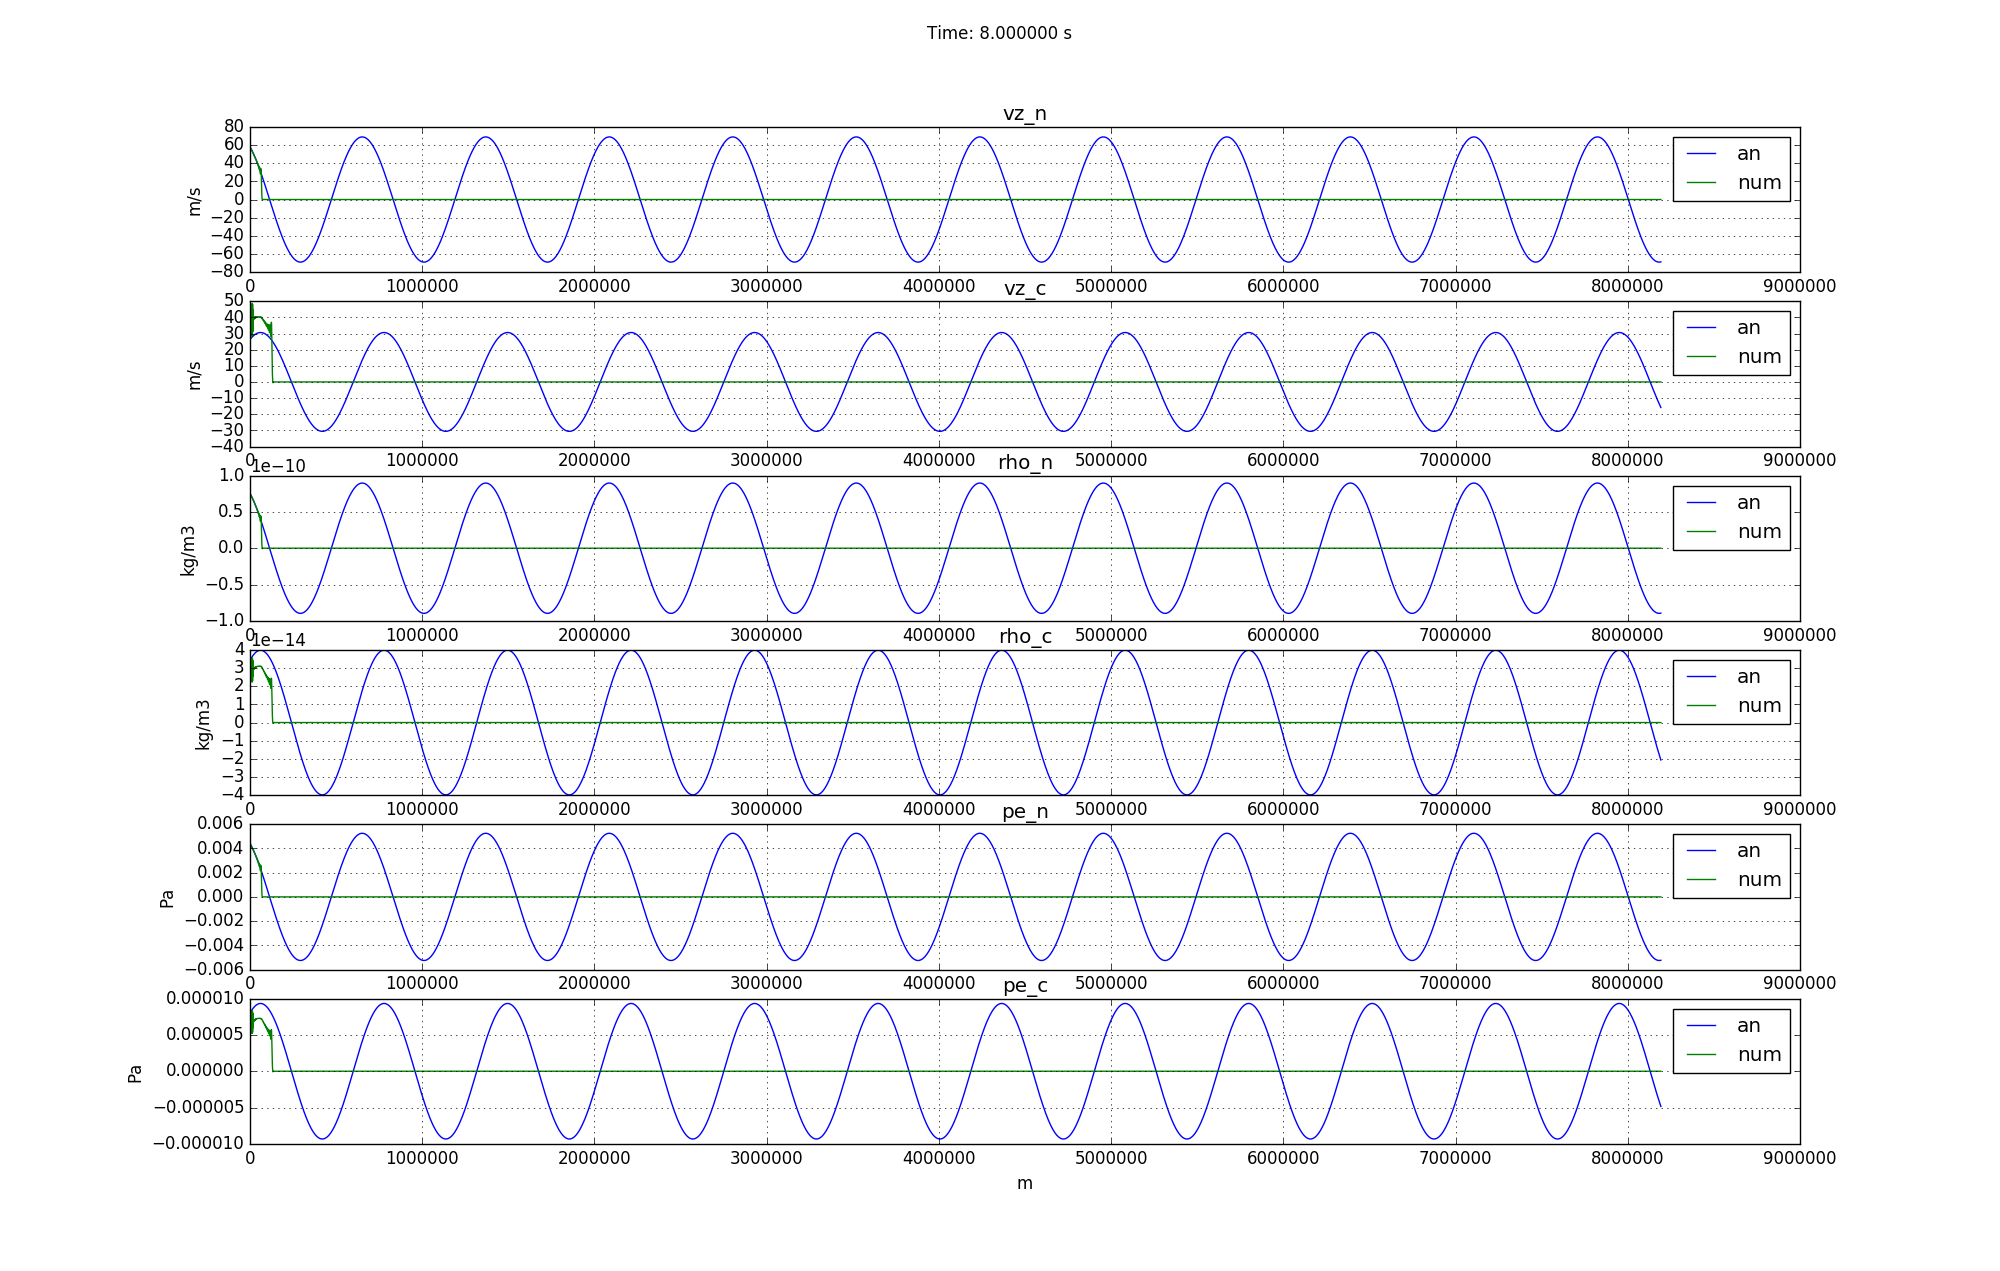 Time: 8.000000 s
vz_n
80
60
40
20
0
−20
−40
−60
−80
m/s
an
num
0 1000000 2000000 3000000 4000000 5000000 6000000 7000000 8000000 9000000
vz_c
50
40
30
20
10
0
−10
−20
−30
−40
m/s
an
num
0 1000000 2000000 3000000 4000000 5000000 6000000 7000000 8000000 9000000
1e−10
rho_n
1.0
0.5
0.0
−0.5
−1.0
kg/m3
an
num
0 1000000 2000000 3000000 4000000 5000000 6000000 7000000 8000000 9000000
1e−14
rho_c
4
3
2
1
0
−1
−2
−3
−4
kg/m3
an
num
0 1000000 2000000 3000000 4000000 5000000 6000000 7000000 8000000 9000000
pe_n
0.006
0.004
0.002
0.000
−0.002
−0.004
−0.006
Pa
an
num
0 1000000 2000000 3000000 4000000 5000000 6000000 7000000 8000000 9000000
pe_c
0.000010
0.000005
0.000000
−0.000005
−0.000010
Pa
an
num
0 1000000 2000000 3000000 4000000 5000000 6000000 7000000 8000000 9000000
m